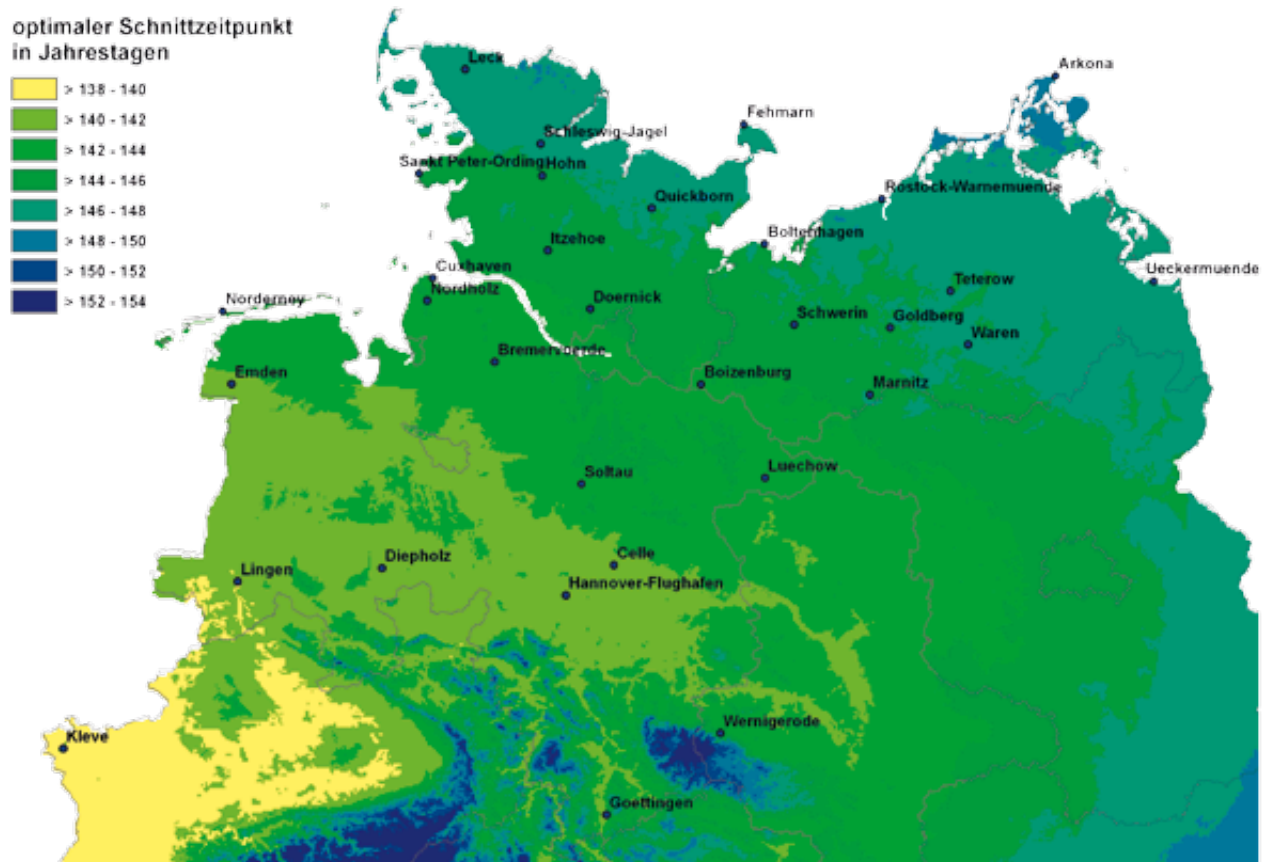 optimaler Schnittzeitpunkt
in Jahrestagen
> 138 - 140
> 140 - 142
> 142 - 144
> 144 - 146
> 146 - 148
> 148 - 150
> 150 - 152
> 152 - 154
Leck
Arkona
Fehmarn
Schleswig-Jagel
Sankt Peter-Ording
Hohn
Quickborn
Rostock-Warnemuende
Itzehoe
Boltenhagen
Cuxhaven
Ueckermuende
Teterow
Nordholz
Norderney
Doernick
Schwerin
Goldberg
Waren
Bremervoerde
Emden
Boizenburg
Marnitz
Soltau
Luechow
Diepholz
Celle
Lingen
Hannover-Flughafen
Wernigerode
Kleve
Goettingen